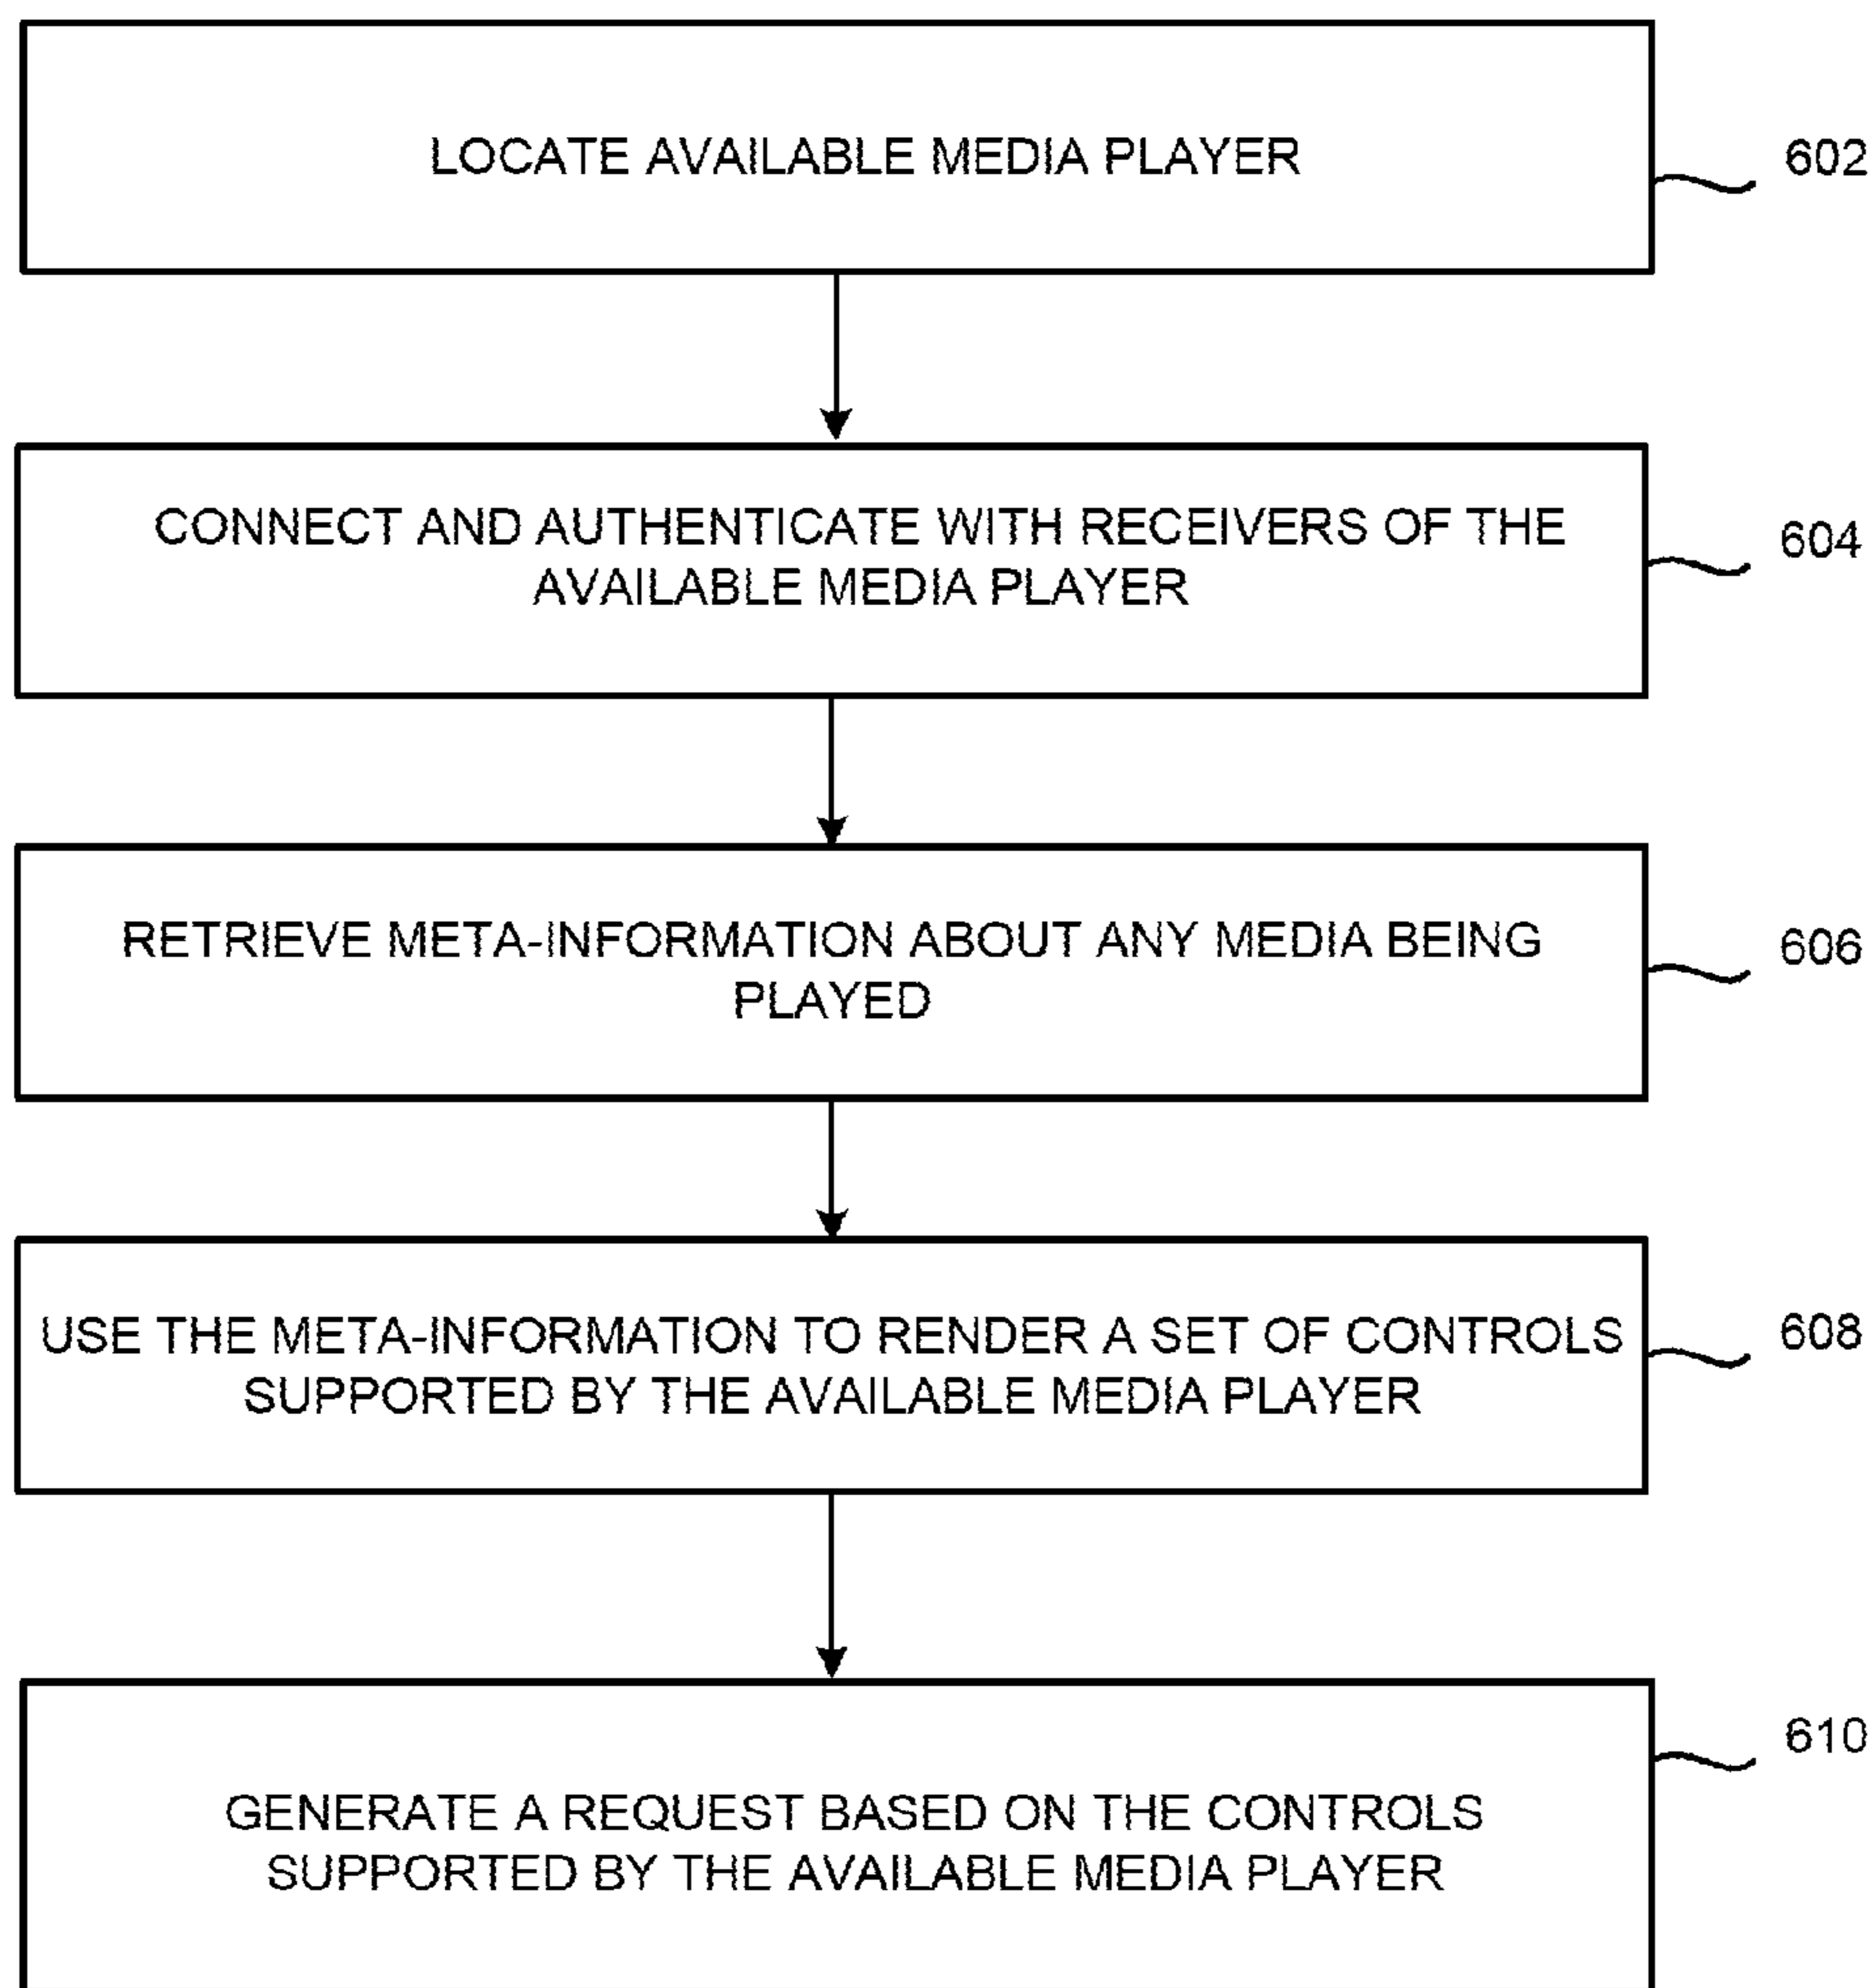 LOCATE AVAILABLE MEDIA PLAYER
602
CONNECT AND AUTHENTICATE WITH RECEIVERS OF THE
AVAILABLE MEDIA PLAYER
604
RETRIEVE META-INFORMATION ABOUT ANY MEDIA BEING
PLAYED
606
USE THE META-INFORMATION TO RENDER A SET OF CONTROLS
SUPPORTED BY THE AVAILABLE MEDIA PLAYER
608
GENERATE A REQUEST BASED ON THE CONTROLS
SUPPORTED BY THE AVAILABLE MEDIA PLAYER
610